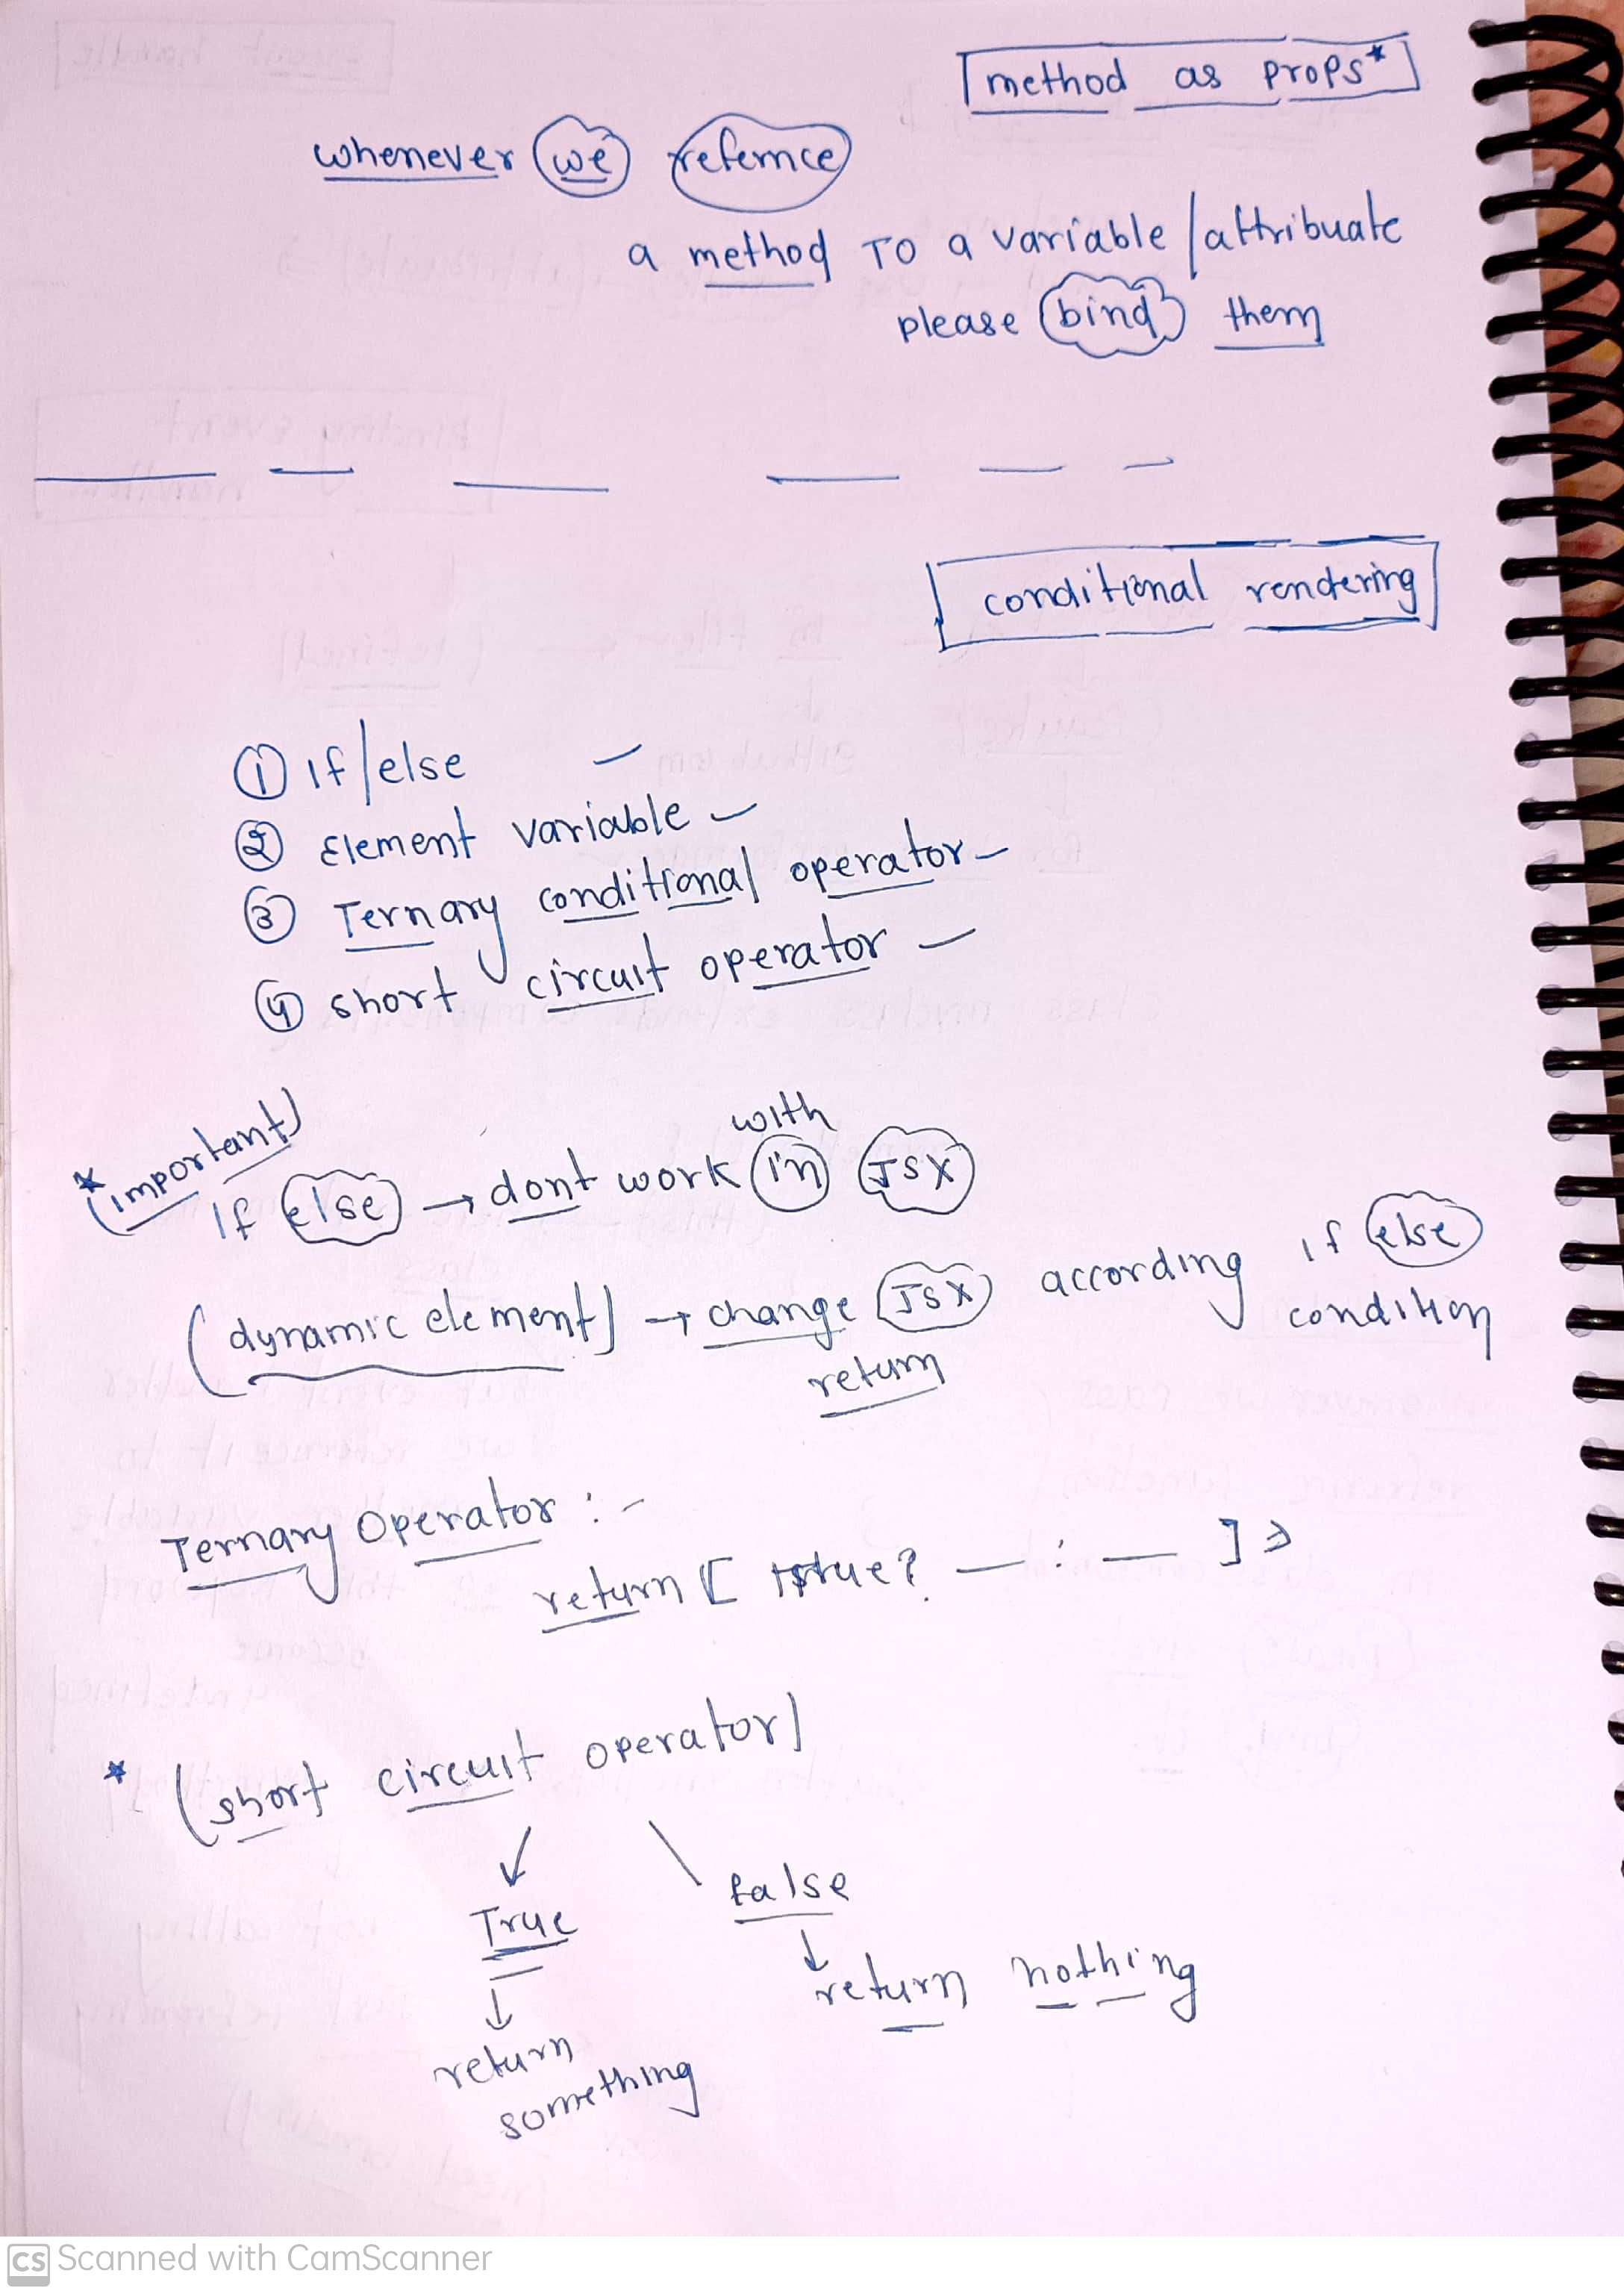 method as props*
whenever we refernce
a method TO a variable/attribuate
please bind them
conditional rendering
① if/else
② Element variable
③ Ternary conditional operator
④ short circuit operator
*(important)
with
If else → dont work in JSX
(dynamic element) → change JSX according if else
return condition
Ternary operator :-
return [ true? — : — ]
* (short circuit operator)
True false
↓ ↓
return return nothing
something
CS Scanned with CamScanner